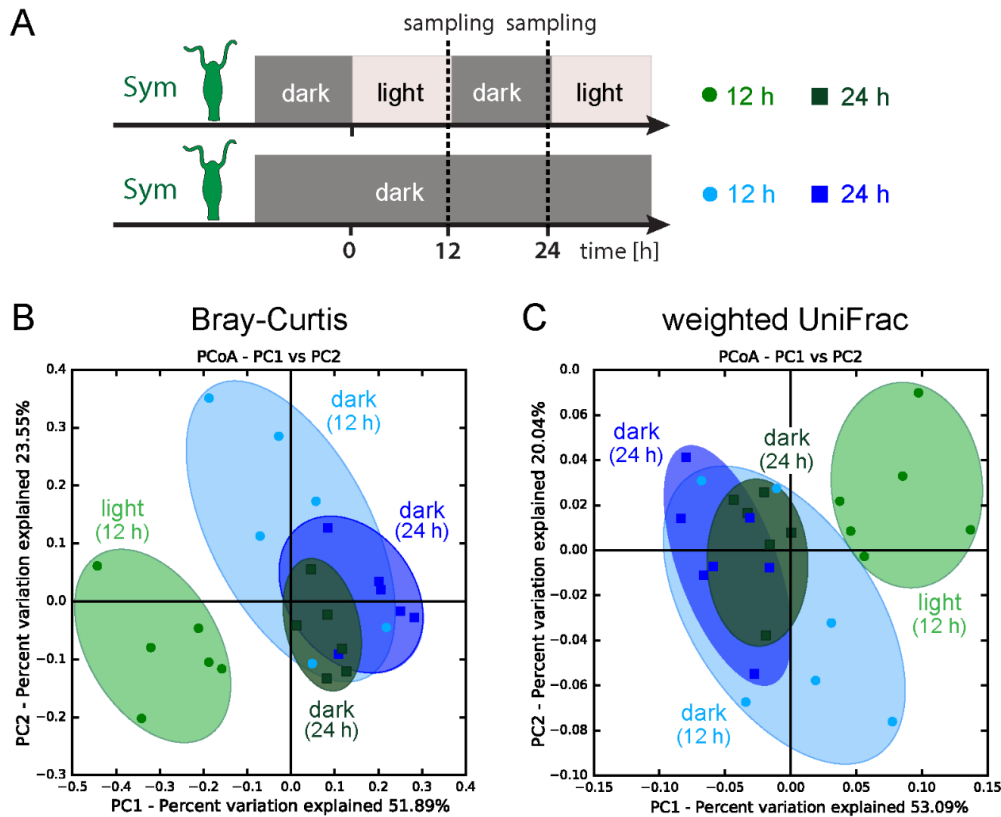 A
sampling sampling
Sym dark light dark light
12 h 24 h
Sym dark
12 h 24 h
0 12 24 time [h]
B Bray-Curtis
PCoA - PC1 vs PC2
PC2 - Percent variation explained 23.55%
0.4
0.3
0.2
0.1
0.0
−0.1
−0.2
−0.3
dark
(12 h)
light
(12 h)
dark
(24 h)
dark
(24 h)
−0.5 −0.4 −0.3 −0.2 −0.1 0.0 0.1 0.2 0.3 0.4
PC1 - Percent variation explained 51.89%
C weighted UniFrac
PCoA - PC1 vs PC2
PC2 - Percent variation explained 20.04%
0.0
0.06
0.04
0.02
0.00
−0.02
−0.04
−0.06
−0.08
−0.10
dark
(24 h)
dark
(24 h)
light
(12 h)
dark
(12 h)
−0.15 −0.10 −0.05 0.00 0.05 0.10 0.15
PC1 - Percent variation explained 53.09%